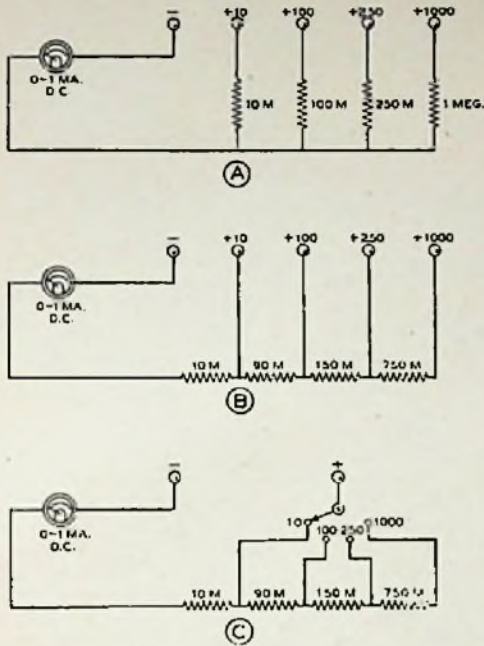 − +10 +100 +250 +1000
0-1 MA.
D.C.
10 M 100 M 250 M 1 MEG.
A
− +10 +100 +250 +1000
0-1 MA.
D.C.
10 M 90 M 150 M 750 M
B
− +
10 100 250 1000
0-1 MA.
D.C.
10 M 90 M 150 M 750 M
C